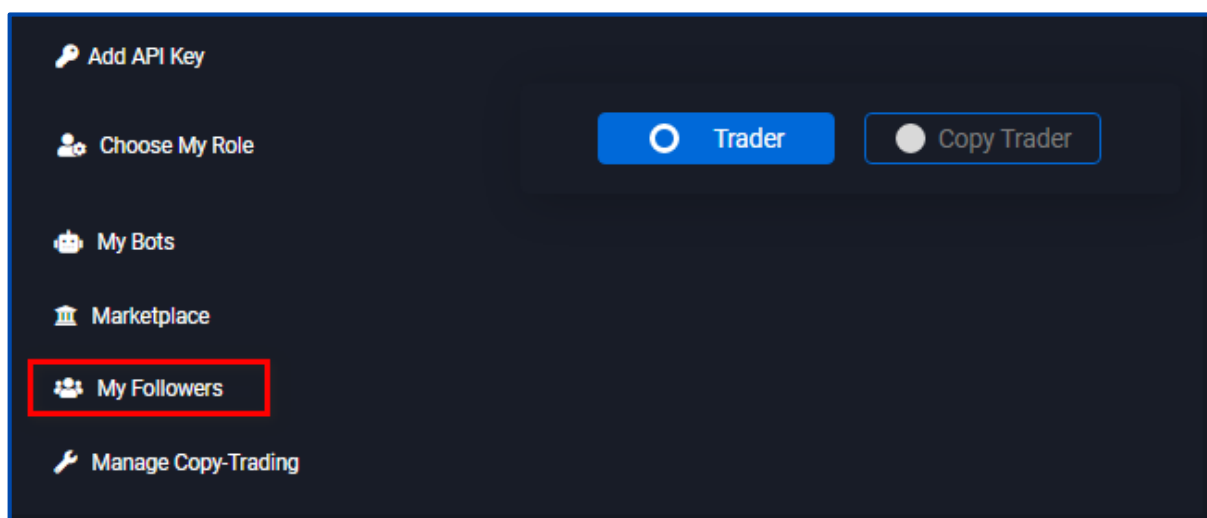 Add API Key
Choose My Role
Trader
Copy Trader
My Bots
Marketplace
My Followers
Manage Copy-Trading